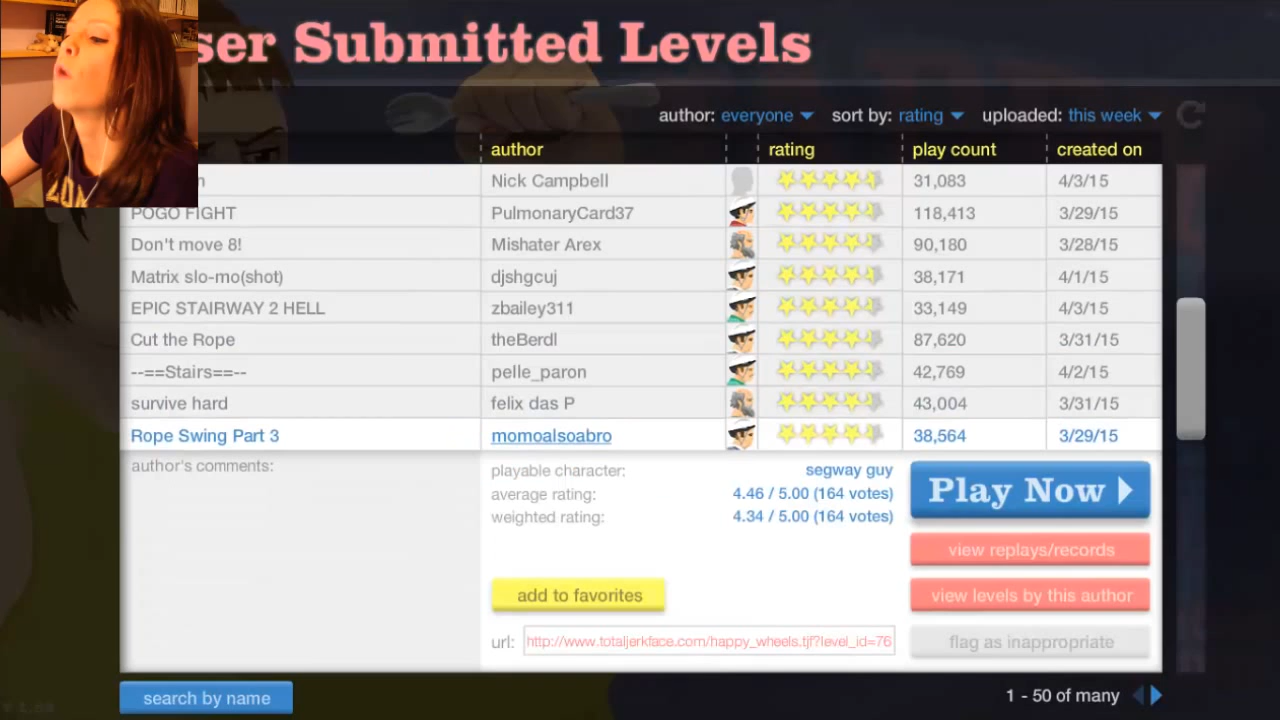 ser Submitted Levels
author: everyone sort by: rating uploaded: this week
author rating play count created on
n Nick Campbell 31,083 4/3/15
POGO FIGHT PulmonaryCard37 118,413 3/29/15
Don't move 8! Mishater Arex 90,180 3/28/15
Matrix slo-mo(shot) djshgcuj 38,171 4/1/15
EPIC STAIRWAY 2 HELL zbailey311 33,149 4/3/15
Cut the Rope theBerdl 87,620 3/31/15
--==Stairs==-- pelle_paron 42,769 4/2/15
survive hard felix das P 43,004 3/31/15
Rope Swing Part 3 momoalsoabro 38,564 3/29/15
author's comments:
playable character: segway guy
average rating: 4.46 / 5.00 (164 votes)
weighted rating: 4.34 / 5.00 (164 votes)
Play Now
view replays/records
add to favorites
view levels by this author
url: http://www.totaljerkface.com/happy_wheels.tjf?level_id=76
flag as inappropriate
search by name
1 - 50 of many